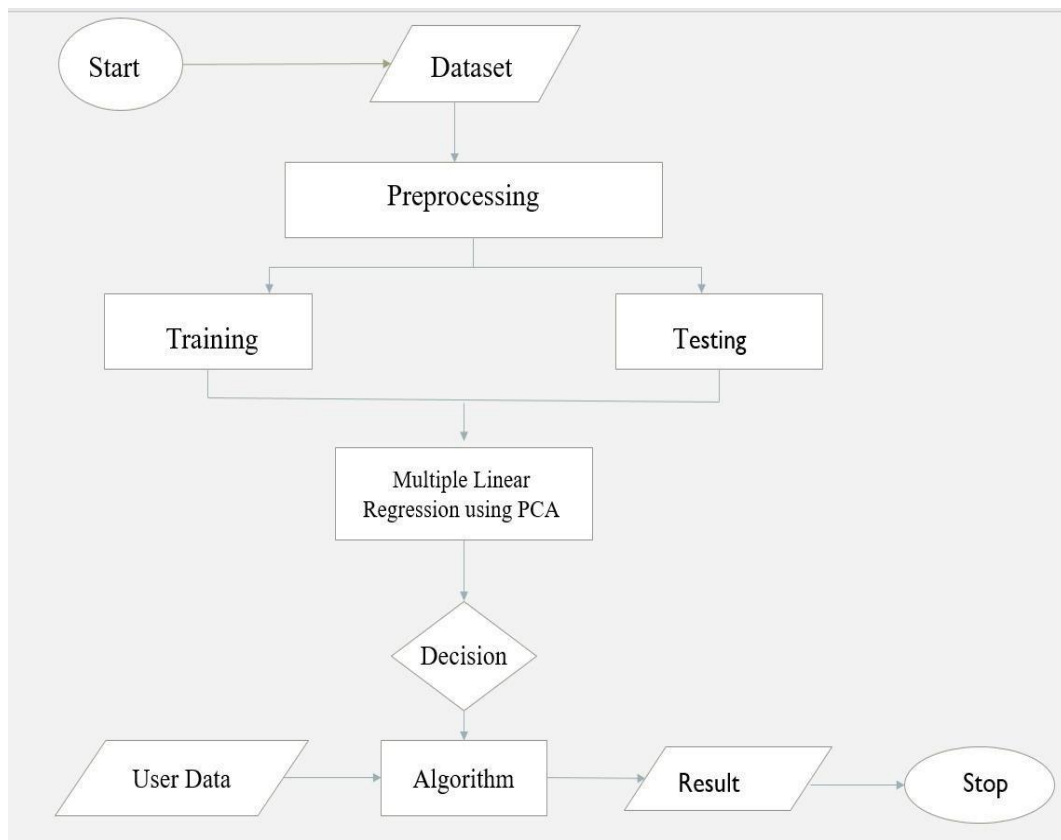 Start
Dataset
Preprocessing
Training
Testing
Multiple Linear
Regression using PCA
Decision
User Data
Algorithm
Result
Stop